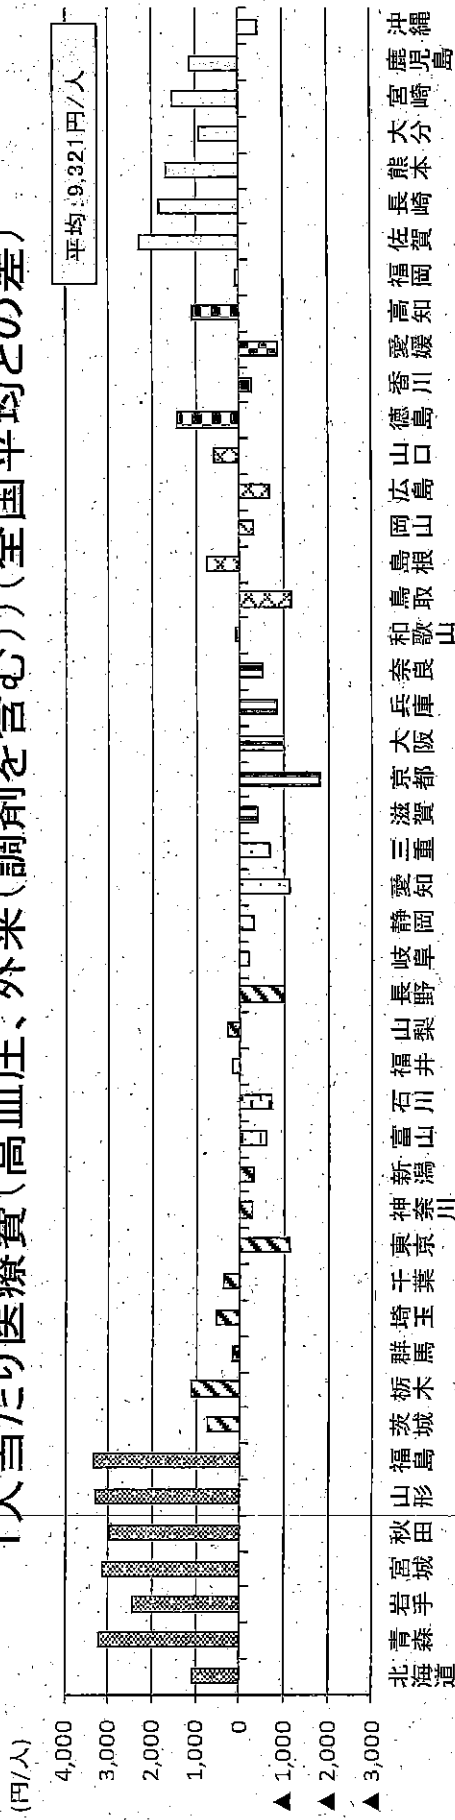 1人当たり医療費(高血圧、外来(調剤を含む))(全国平均との差)
(円/人)
平均:9,321円/人
4,000
3,000
2,000
1,000
0
▲ 1,000
▲ 2,000
▲ 3,000
北海道
青森
岩手
宮城
秋田
山形
福島
茨城
栃木
群馬
埼玉
千葉
東京
神奈川
新潟
富山
石川
福井
山梨
長野
岐阜
静岡
愛知
三重
滋賀
京都
大阪
兵庫
奈良
和歌山
鳥取
島根
岡山
広島
山口
徳島
香川
愛媛
高知
福岡
佐賀
長崎
熊本
大分
宮崎
鹿児島
沖縄